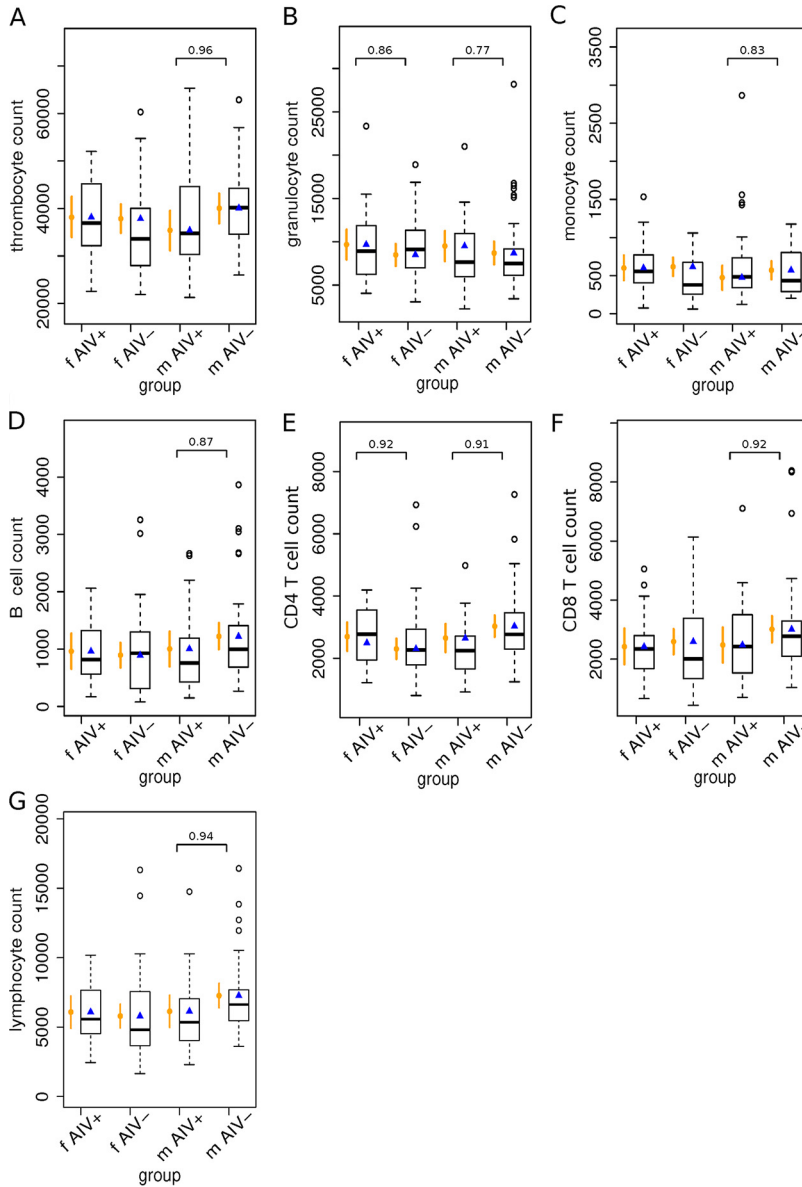 A
thrombocyte count
20000
40000
60000
0.96
f AIV+
f AIV−
m AIV+
m AIV−
group
B
granulocyte count
5000
15000
25000
0.86
0.77
f AIV+
f AIV−
m AIV+
m AIV−
group
C
monocyte count
0
500
1500
2500
3500
0.83
f AIV+
f AIV−
m AIV+
m AIV−
group
D
B cell count
0
1000
2000
3000
4000
0.87
f AIV+
f AIV−
m AIV+
m AIV−
group
E
CD4 T cell count
2000
4000
6000
8000
0.92
0.91
f AIV+
f AIV−
m AIV+
m AIV−
group
F
CD8 T cell count
2000
4000
6000
8000
0.92
f AIV+
f AIV−
m AIV+
m AIV−
group
G
lymphocyte count
0
5000
10000
15000
20000
0.94
f AIV+
f AIV−
m AIV+
m AIV−
group